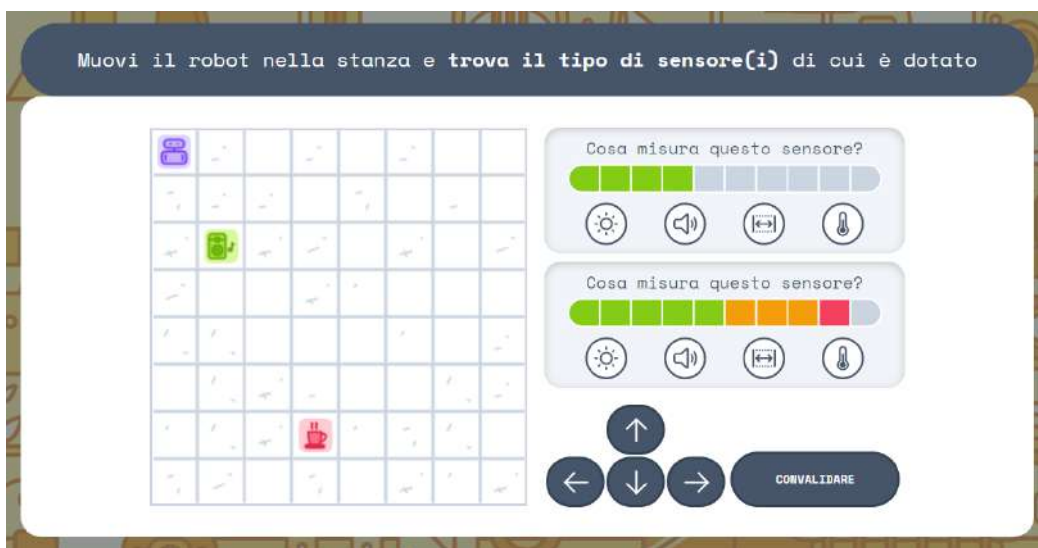 Muovi il robot nella stanza e trova il tipo di sensore(i) di cui è dotato
Cosa misura questo sensore?
Cosa misura questo sensore?
CONVALIDARE